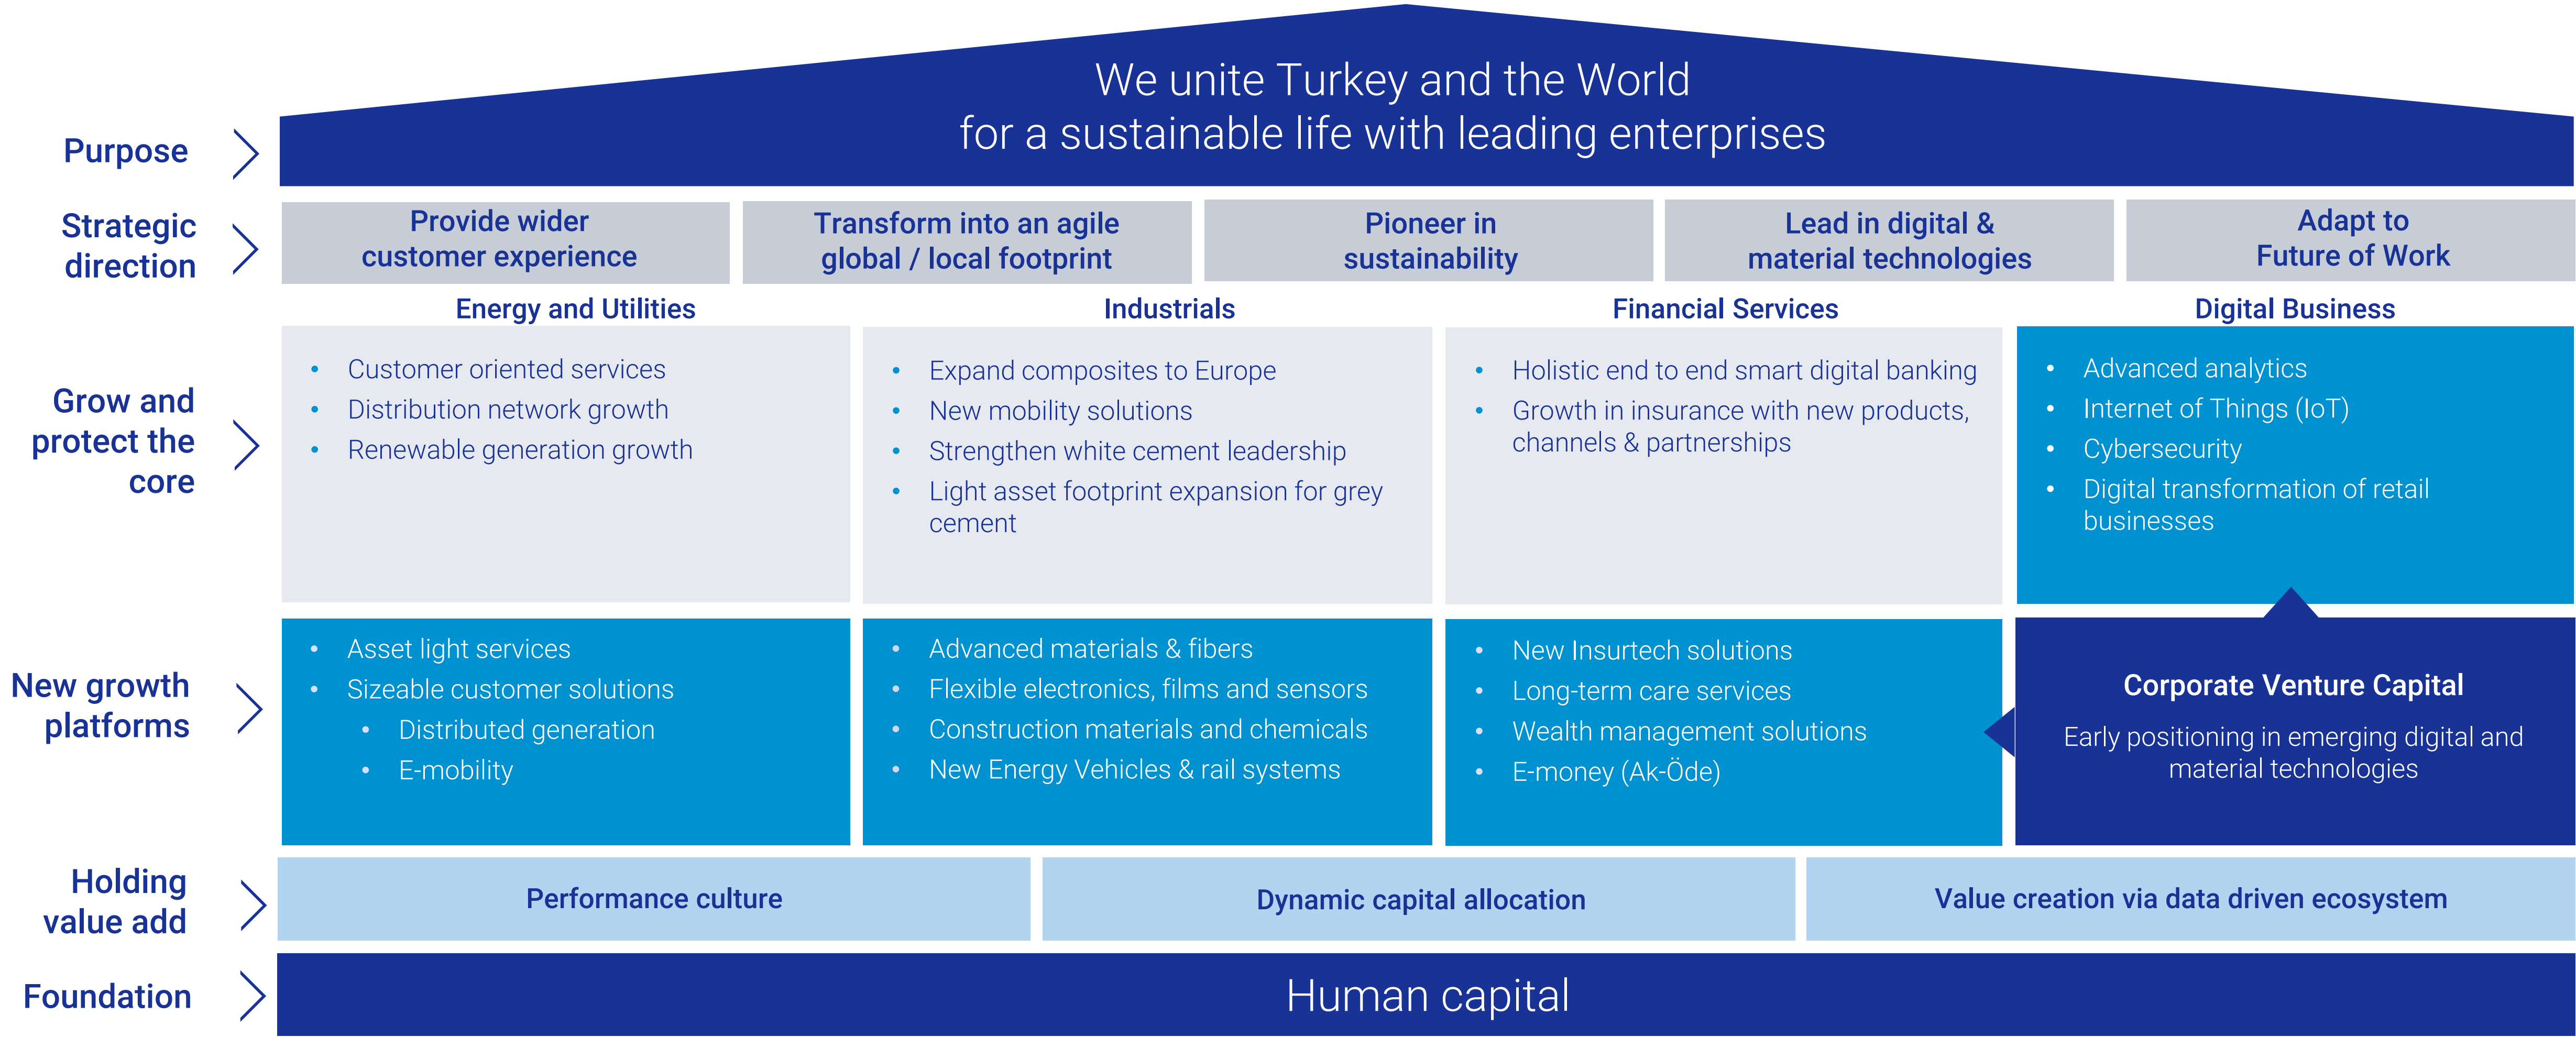 We unite Turkey and the World
for a sustainable life with leading enterprises
Purpose
Strategic
direction
Provide wider
customer experience
Transform into an agile
global / local footprint
Pioneer in
sustainability
Lead in digital &
material technologies
Adapt to
Future of Work
Energy and Utilities
Industrials
Financial Services
Digital Business
Grow and
protect the
core
• Customer oriented services
• Distribution network growth
• Renewable generation growth
• Expand composites to Europe
• New mobility solutions
• Strengthen white cement leadership
• Light asset footprint expansion for grey
cement
• Holistic end to end smart digital banking
• Growth in insurance with new products,
channels & partnerships
• Advanced analytics
• Internet of Things (IoT)
• Cybersecurity
• Digital transformation of retail
businesses
New growth
platforms
• Asset light services
• Sizeable customer solutions
• Distributed generation
• E-mobility
• Advanced materials & fibers
• Flexible electronics, films and sensors
• Construction materials and chemicals
• New Energy Vehicles & rail systems
• New Insurtech solutions
• Long-term care services
• Wealth management solutions
• E-money (Ak-Öde)
Corporate Venture Capital
Early positioning in emerging digital and
material technologies
Holding
value add
Performance culture
Dynamic capital allocation
Value creation via data driven ecosystem
Foundation
Human capital